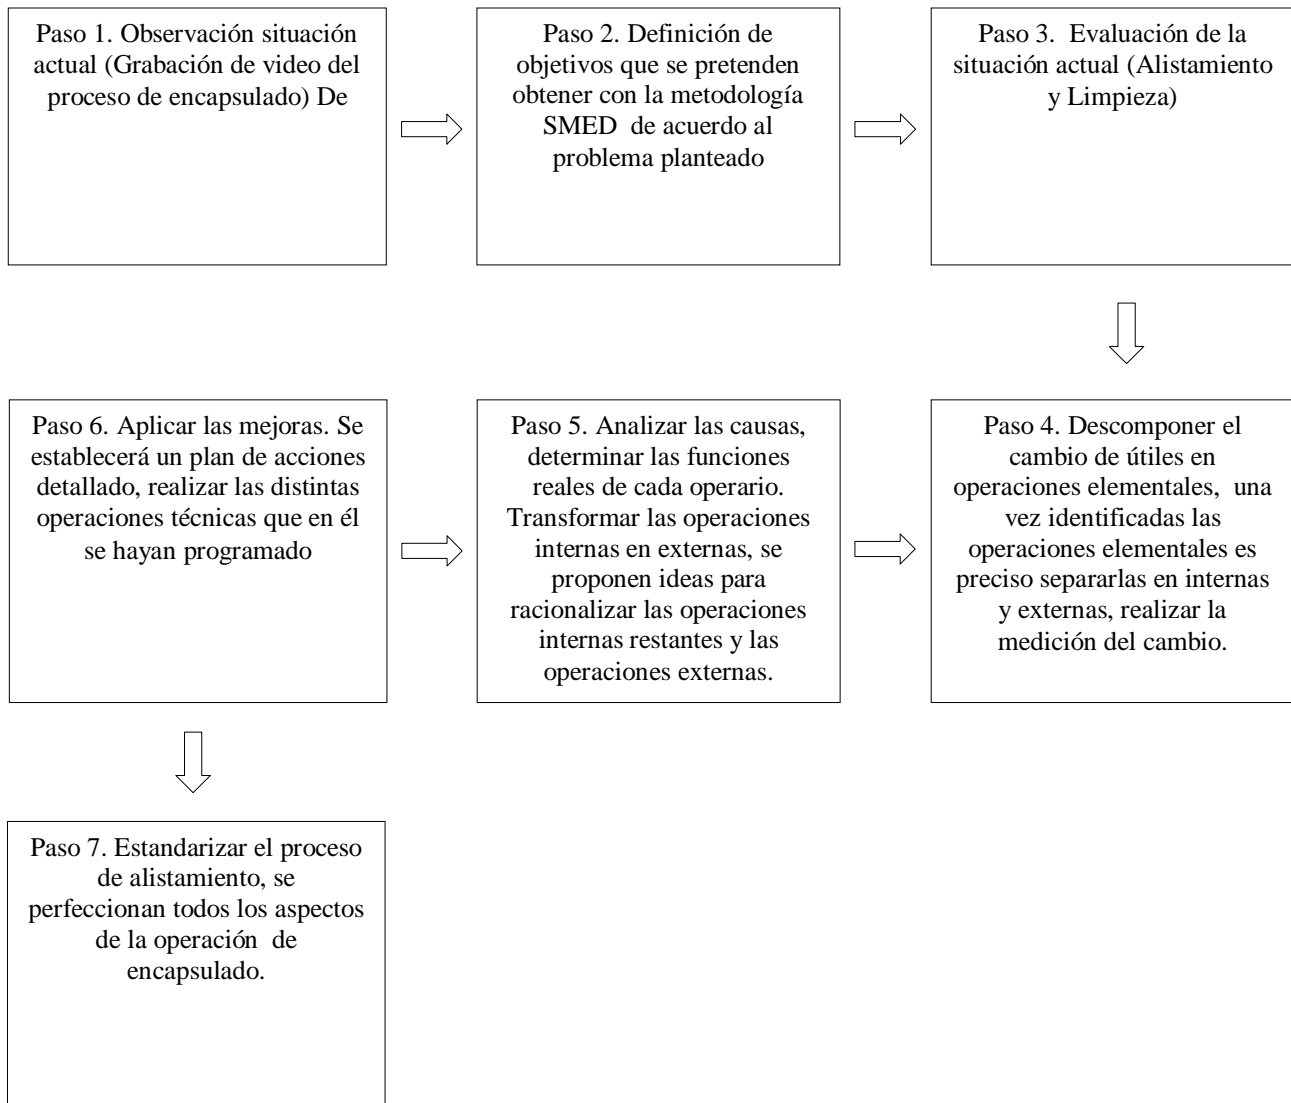 Paso 1. Observación situación
actual (Grabación de video del
proceso de encapsulado) De
Paso 2. Definición de
objetivos que se pretenden
obtener con la metodología
SMED  de acuerdo al
problema planteado
Paso 3.  Evaluación de la
situación actual (Alistamiento
y Limpieza)
Paso 4. Descomponer el
cambio de útiles en
operaciones elementales,  una
vez identificadas las
operaciones elementales es
preciso separarlas en internas
y externas, realizar la
medición del cambio.
Paso 5. Analizar las causas,
determinar las funciones
reales de cada operario.
Transformar las operaciones
internas en externas, se
proponen ideas para
racionalizar las operaciones
internas restantes y las
operaciones externas.
Paso 6. Aplicar las mejoras. Se
establecerá un plan de acciones
detallado, realizar las distintas
operaciones técnicas que en él
se hayan programado
Paso 7. Estandarizar el proceso
de alistamiento, se
perfeccionan todos los aspectos
de la operación  de
encapsulado.